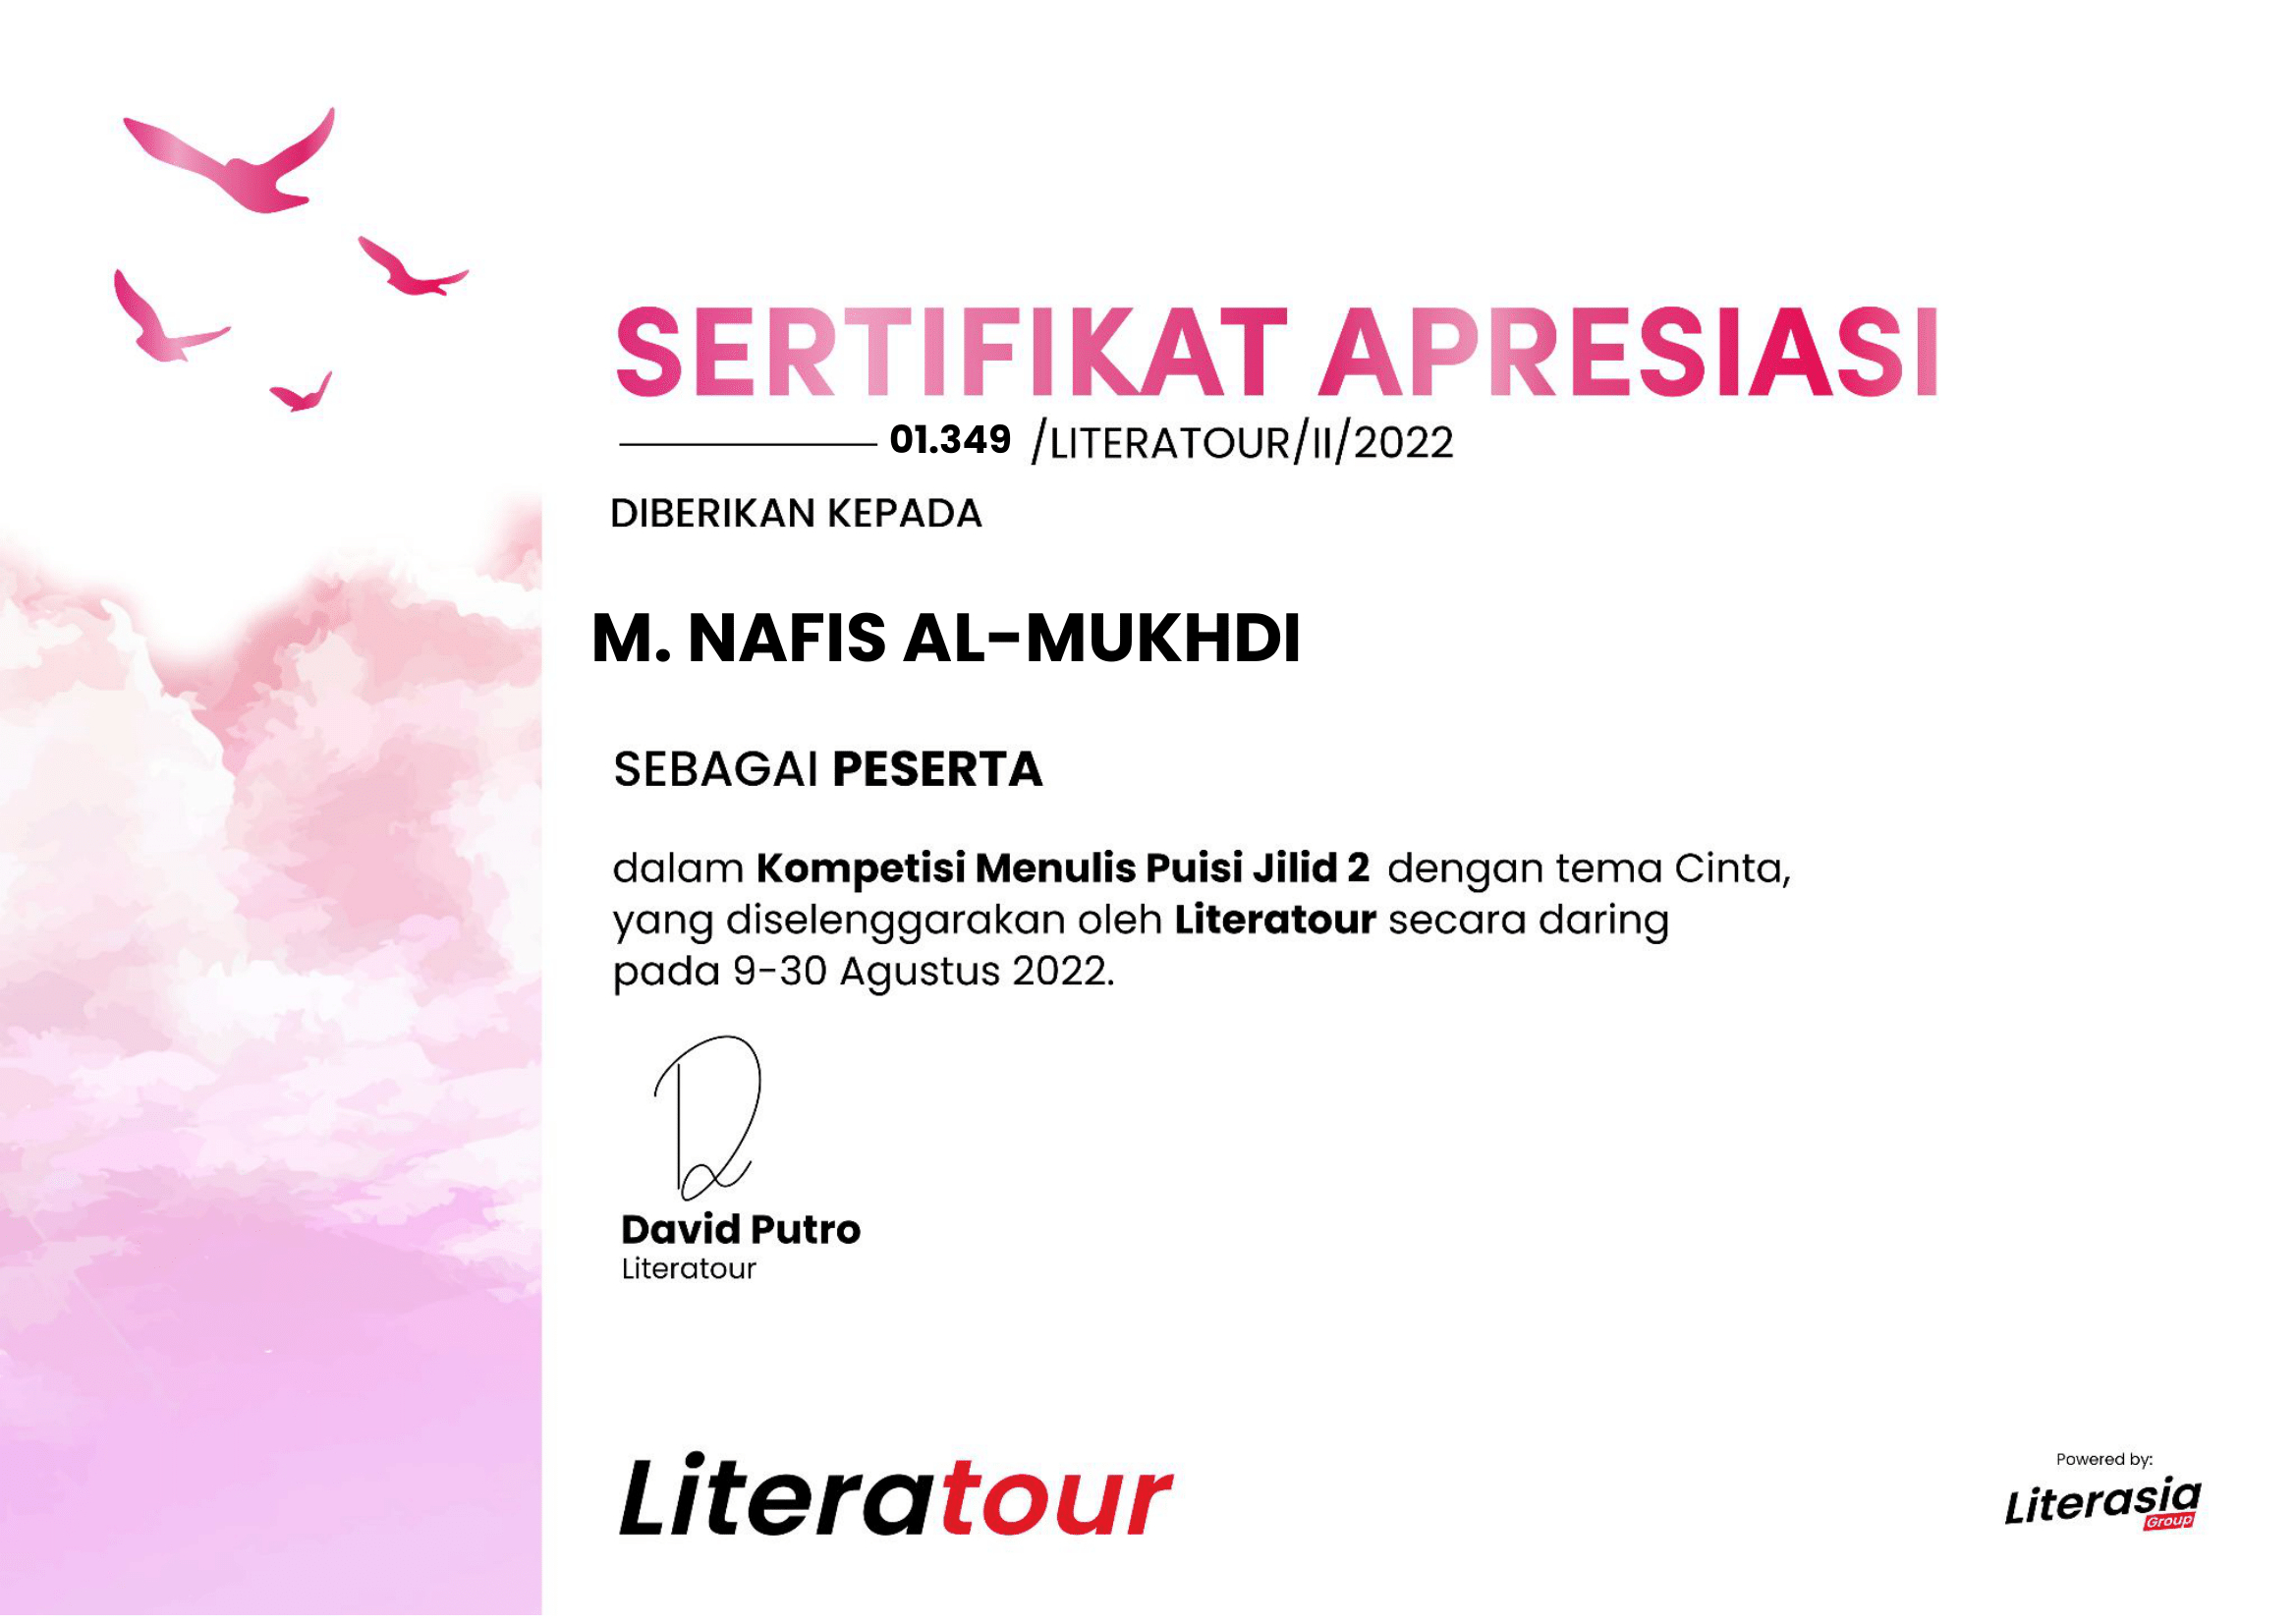 SERTIFIKAT APRESIASI
01.349 /LITERATOUR/II/2022
DIBERIKAN KEPADA
M. NAFIS AL-MUKHDI
SEBAGAI PESERTA
dalam Kompetisi Menulis Puisi Jilid 2 dengan tema Cinta,
yang diselenggarakan oleh Literatour secara daring
pada 9-30 Agustus 2022.
David Putro
Literatour
Literatour
Powered by:
Literasia
Group